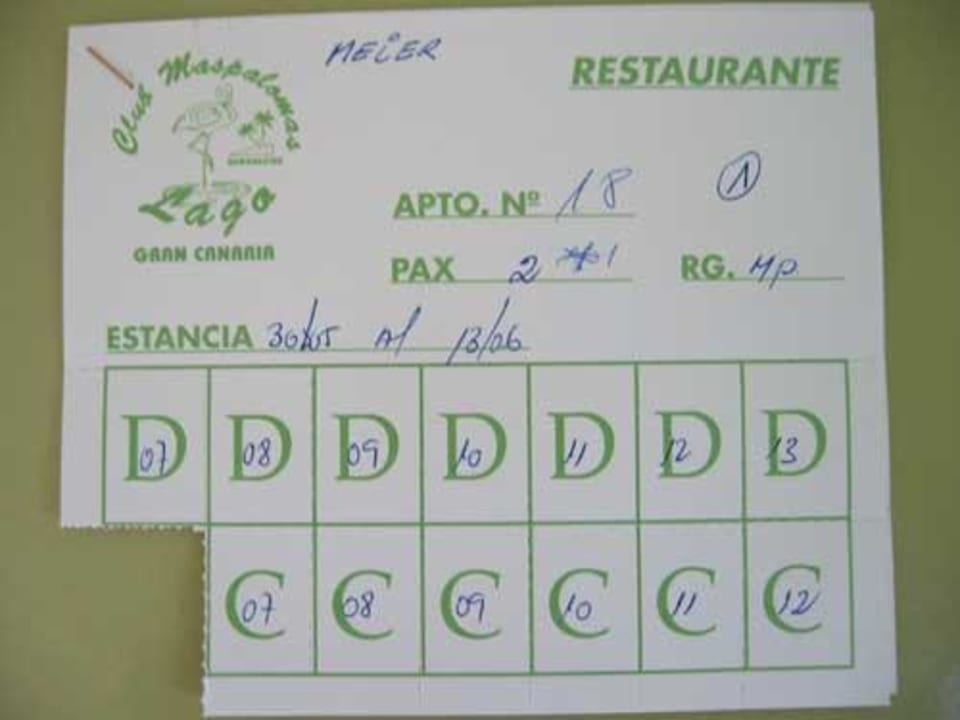 MEIER
RESTAURANTE
Club Maspalomas
Lago
GRAN CANARIA
APTO. Nº 18
1
PAX 2
RG. MP.
ESTANCIA 30/05 Al 13/06
D D D D D D D
07 08 09 10 11 12 13
C C C C C C
07 08 09 10 11 12